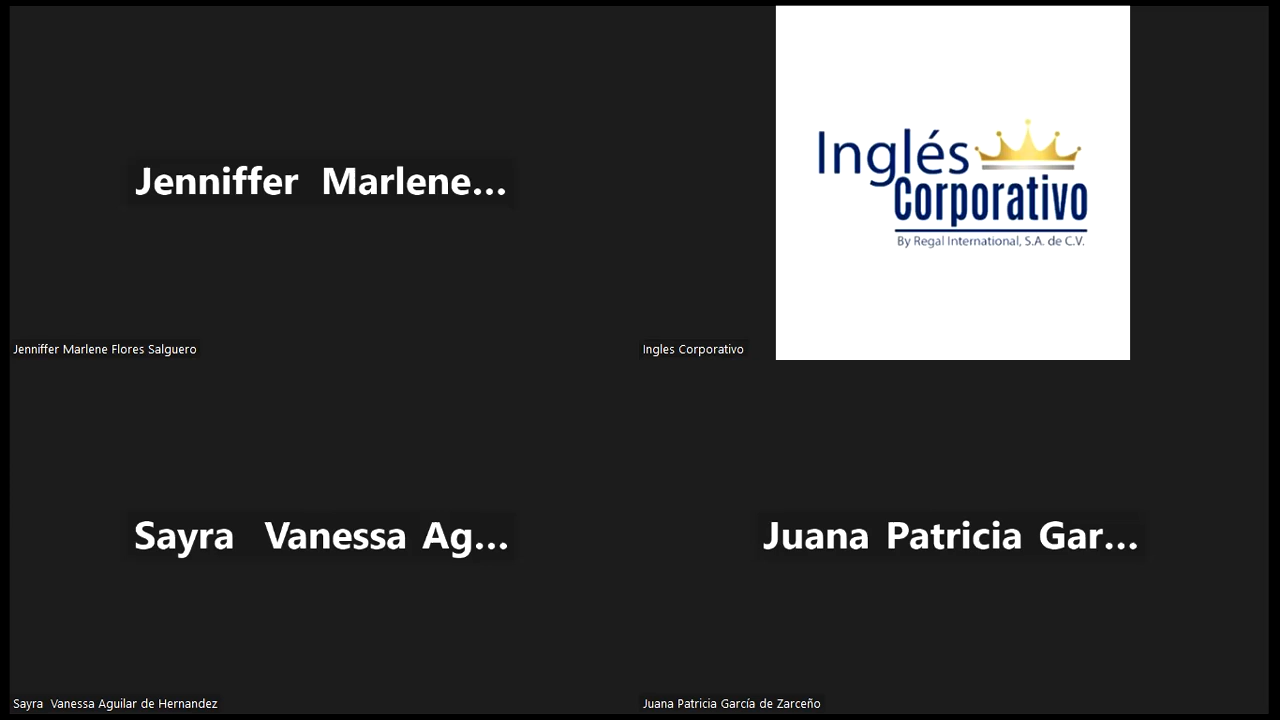 Jenniffer Marlene...
Jenniffer Marlene Flores Salguero
Inglés
Corporativo
By Regal International, S.A. de C.V.
Ingles Corporativo
Sayra Vanessa Ag...
Sayra Vanessa Aguilar de Hernandez
Juana Patricia Gar...
Juana Patricia García de Zarceño